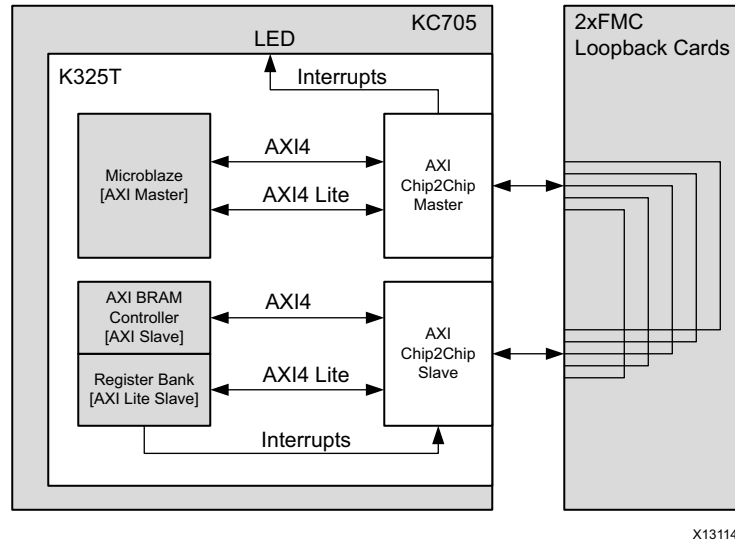 KC705
2xFMC
Loopback Cards
LED
K325T
Interrupts
Microblaze
[AXI Master]
AXI4
AXI4 Lite
AXI
Chip2Chip
Master
AXI BRAM
Controller
[AXI Slave]
Register Bank
[AXI Lite Slave]
AXI4
AXI4 Lite
AXI
Chip2Chip
Slave
Interrupts
X13114